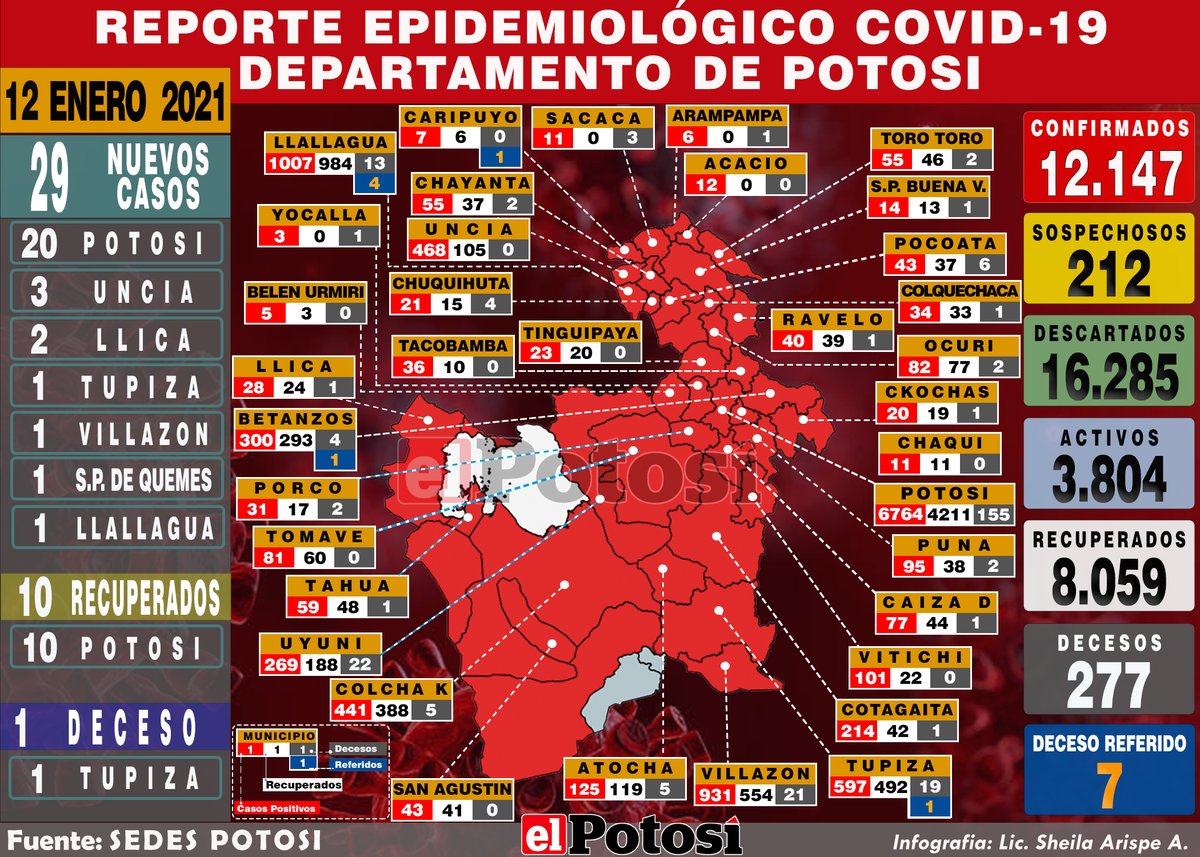 REPORTE EPIDEMIOLÓGICO COVID-19
DEPARTAMENTO DE POTOSI
12 ENERO 2021
29 NUEVOS CASOS
20 POTOSI
3 UNCIA
2 LLICA
1 TUPIZA
1 VILLAZON
1 S.P. DE QUEMES
1 LLALLAGUA
10 RECUPERADOS
10 POTOSI
1 DECESO
1 TUPIZA
LLALLAGUA
1007 984 13
4
CARIPUYO
7 6 0
1
SACACA
11 0 3
ARAMPAMPA
6 0 1
ACACIO
12 0 0
TORO TORO
55 46 2
CHAYANTA
55 37 2
S.P. BUENA V.
14 13 1
YOCALLA
3 0 1
UNCIA
468 105 0
POCOATA
43 37 6
CHUQUIHUTA
21 15 4
COLQUECHACA
34 33 1
BELEN URMIRI
5 3 0
TINGUIPAYA
23 20 0
RAVELO
40 39 1
TACOBAMBA
36 10 0
OCURI
82 77 2
LLICA
28 24 1
CKOCHAS
20 19 1
BETANZOS
300 293 4
1
CHAQUI
11 11 0
PORCO
31 17 2
POTOSI
6764 4211 155
TOMAVE
81 60 0
PUNA
95 38 2
TAHUA
59 48 1
CAIZA D
77 44 1
UYUNI
269 188 22
VITICHI
101 22 0
COLCHA K
441 388 5
COTAGAITA
214 42 1
SAN AGUSTIN
43 41 0
ATOCHA
125 119 5
VILLAZON
931 554 21
TUPIZA
597 492 19
1
MUNICIPIO
1 1 1
1
Decesos
Referidos
Recuperados
Casos Positivos
el Potosí
CONFIRMADOS
12.147
SOSPECHOSOS
212
DESCARTADOS
16.285
ACTIVOS
3.804
RECUPERADOS
8.059
DECESOS
277
DECESO REFERIDO
7
Fuente: SEDES POTOSI
el Potosí
Infografia: Lic. Sheila Arispe A.